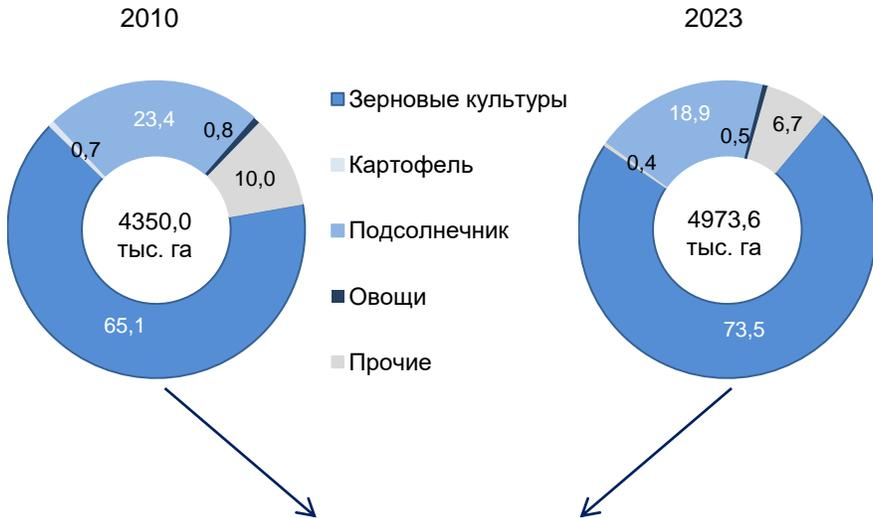 2010
2023
23,4
0,8
0,7
10,0
4350,0
тыс. га
65,1
Зерновые культуры
Картофель
Подсолнечник
Овощи
Прочие
18,9
0,5
6,7
0,4
4973,6
тыс. га
73,5